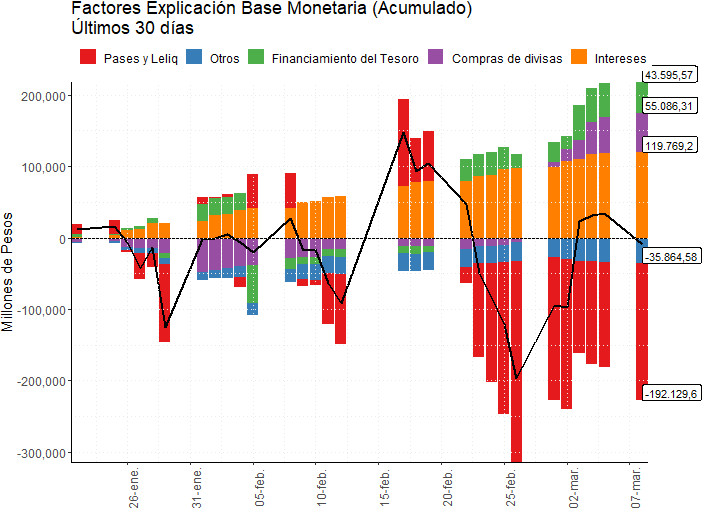 Factores Explicación Base Monetaria (Acumulado)
Últimos 30 días
Pases y Leliq
Otros
Financiamiento del Tesoro
Compras de divisas
Intereses
Millones de Pesos
200,000
100,000
0
-100,000
-200,000
-300,000
43.595,57
55.086,31
119.769,2
-35.864,58
-192.129,6
26-ene.
31-ene.
05-feb.
10-feb.
15-feb.
20-feb.
25-feb.
02-mar.
07-mar.